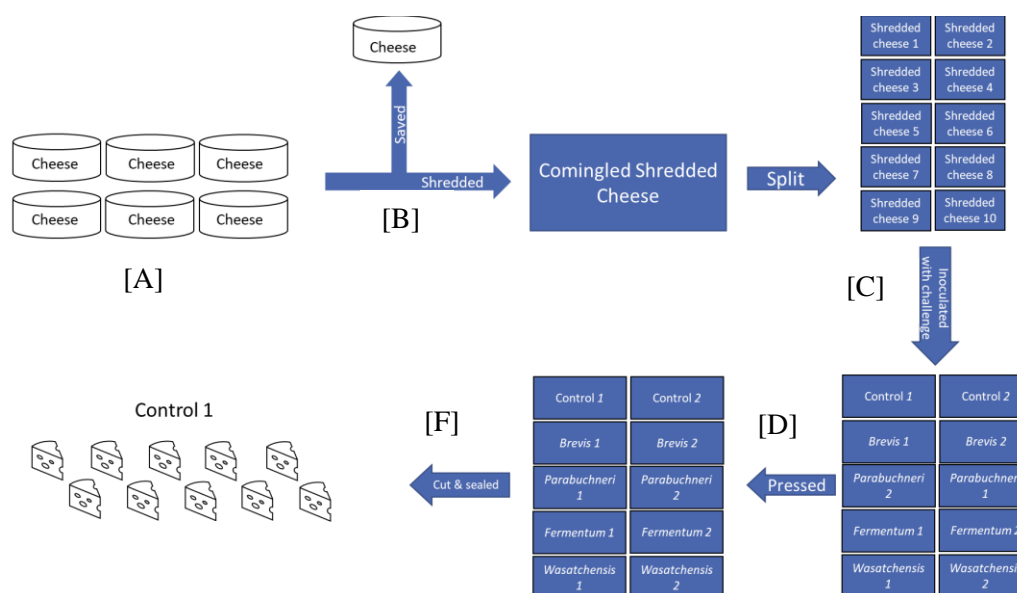 Cheese
Saved
Shredded
Cheese
Cheese
Cheese
Cheese
Cheese
Cheese
[A]
[B]
Comingled Shredded
Cheese
Split
Shredded
cheese 1
Shredded
cheese 2
Shredded
cheese 3
Shredded
cheese 4
Shredded
cheese 5
Shredded
cheese 6
Shredded
cheese 7
Shredded
cheese 8
Shredded
cheese 9
Shredded
cheese 10
[C]
Inoculated
with challenge
Control 1
Control 2
Brevis 1
Brevis 2
Parabuchneri
2
Parabuchneri
1
Fermentum 1
Fermentum 2
Wasatchensis
1
Wasatchensis
2
[D]
Pressed
Control 1
Control 2
Brevis 1
Brevis 2
Parabuchneri
1
Parabuchneri
2
Fermentum 1
Fermentum 2
Wasatchensis
1
Wasatchensis
2
[F]
Cut & sealed
Control 1